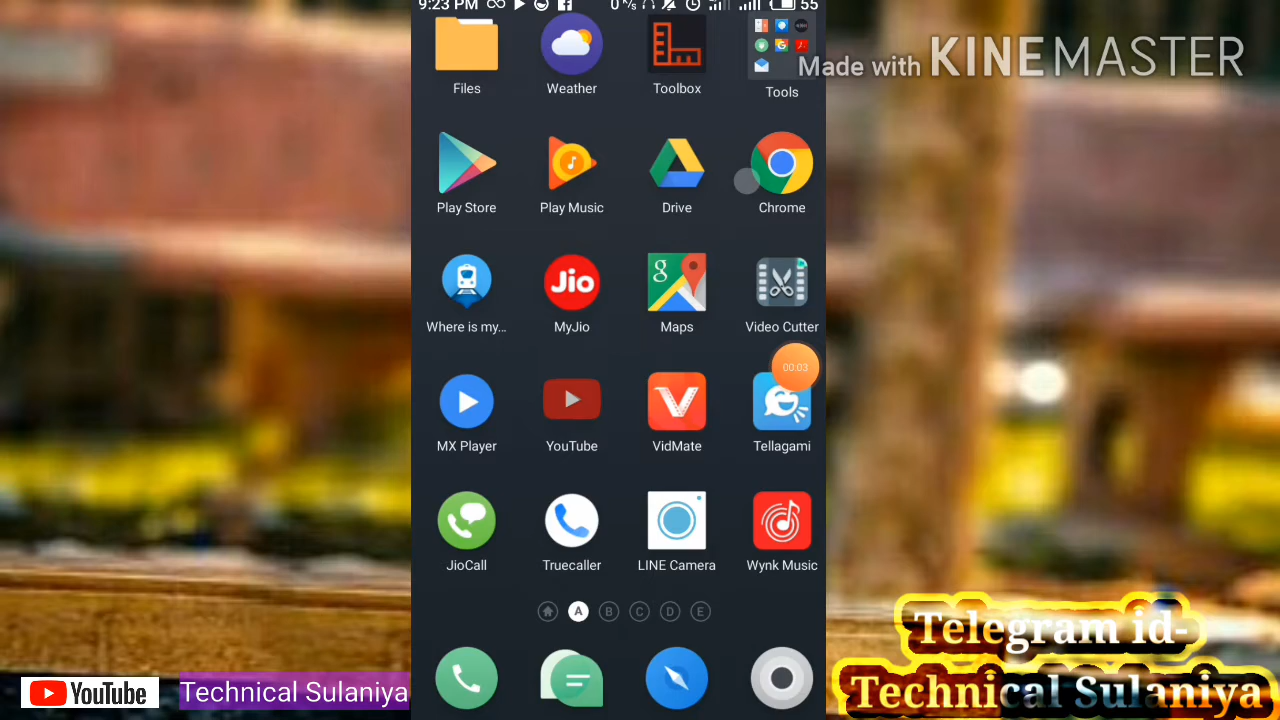 9:23 PM 0 K/s 55
Made with KINEMASTER
Files Weather Toolbox Tools
Play Store Play Music Drive Chrome
Where is my... MyJio Maps Video Cutter
Jio
g
00:03
MX Player YouTube VidMate Tellagami
JioCall Truecaller LINE Camera Wynk Music
A B C D E
Telegram id-
YouTube Technical Sulaniya
Technical Sulaniya